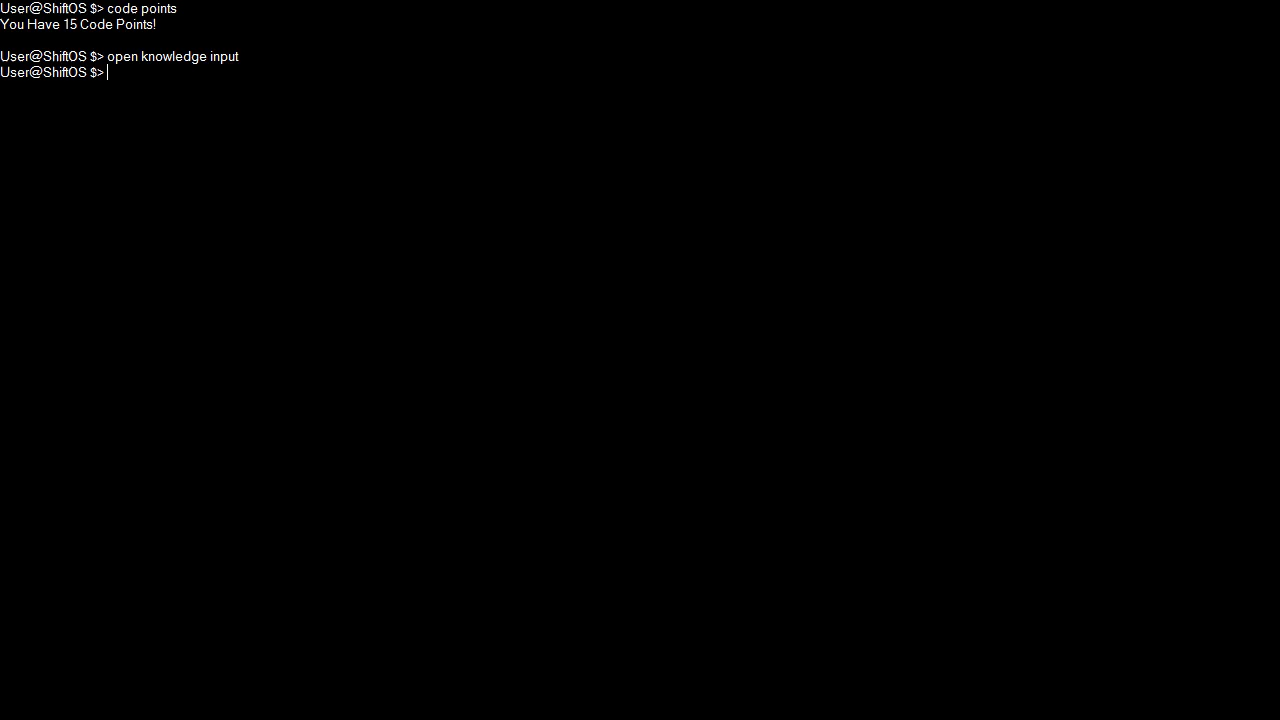 User@ShiftOS $> code points
You Have 15 Code Points!
User@ShiftOS $> open knowledge input
User@ShiftOS $>